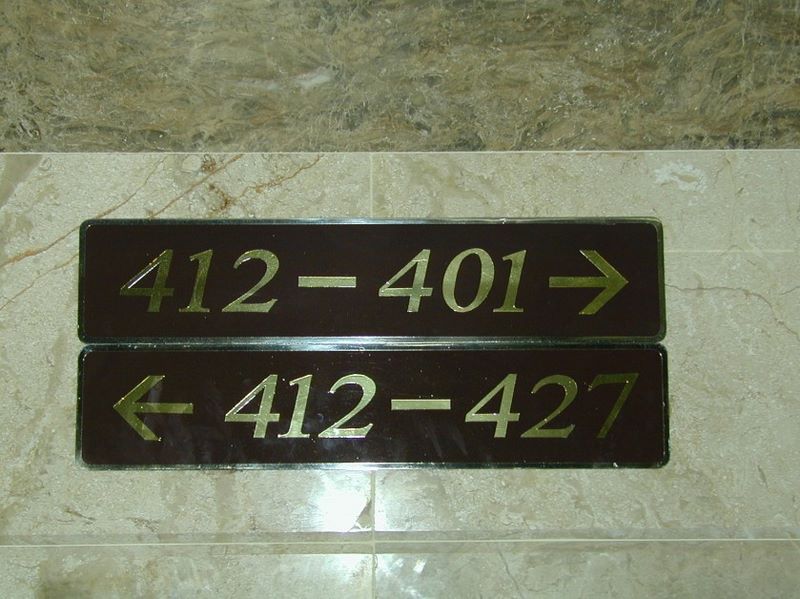 412 – 401 →
← 412 – 427